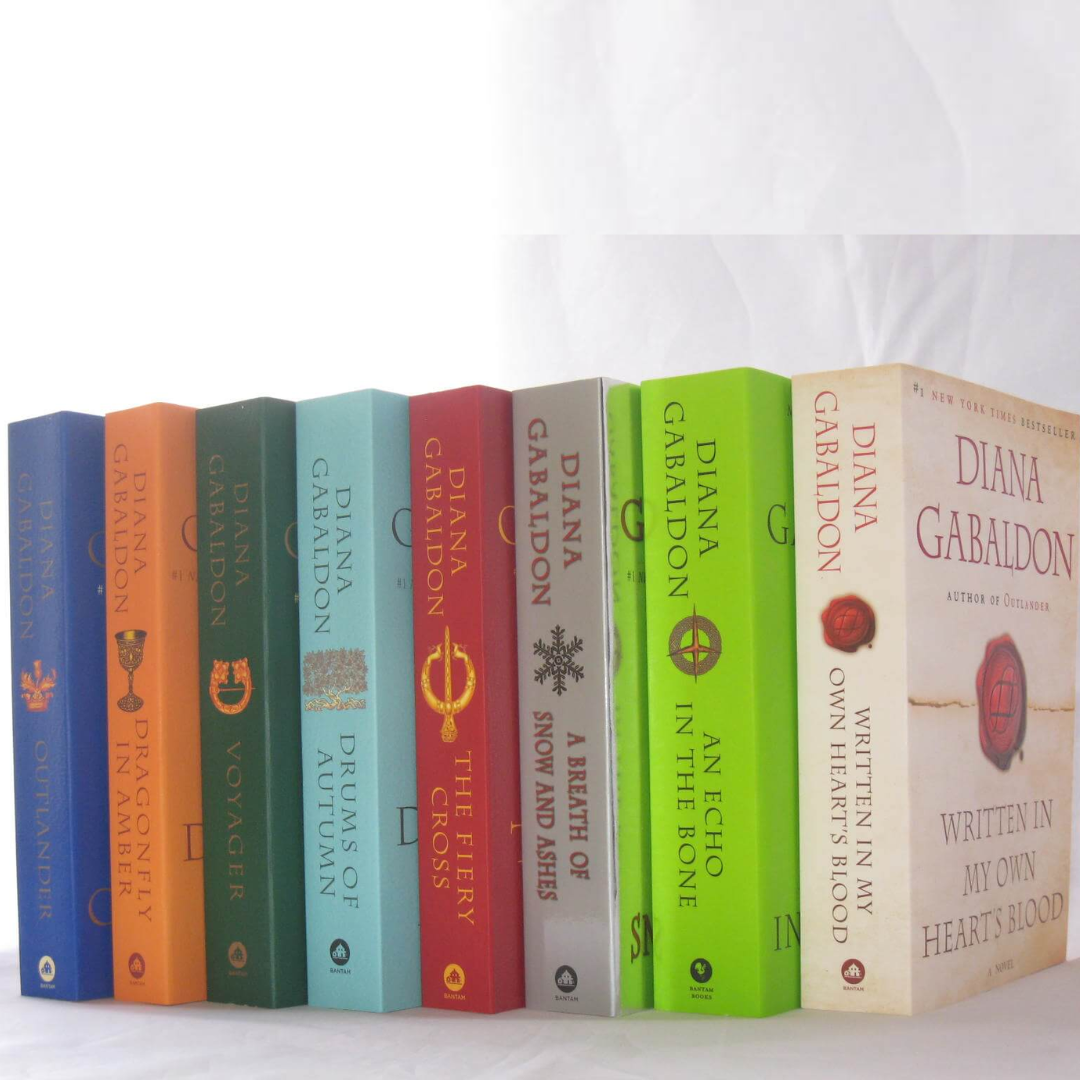 DIANA
GABALDON
OUTLANDER
BANTAM
DIANA
GABALDON
DRAGONFLY
IN AMBER
BANTAM
DIANA
GABALDON
VOYAGER
BANTAM
DIANA
GABALDON
DRUMS OF
AUTUMN
BANTAM
DIANA
GABALDON
THE FIERY
CROSS
BANTAM
DIANA
GABALDON
A BREATH OF
SNOW AND ASHES
BANTAM
DIANA
GABALDON
AN ECHO
IN THE BONE
BANTAM
BOOKS
DIANA
GABALDON
WRITTEN IN MY
OWN HEART'S BLOOD
BANTAM
#1 NEW YORK TIMES BESTSELLER
DIANA
GABALDON
AUTHOR OF OUTLANDER
WRITTEN IN
MY OWN
HEART'S BLOOD
A NOVEL